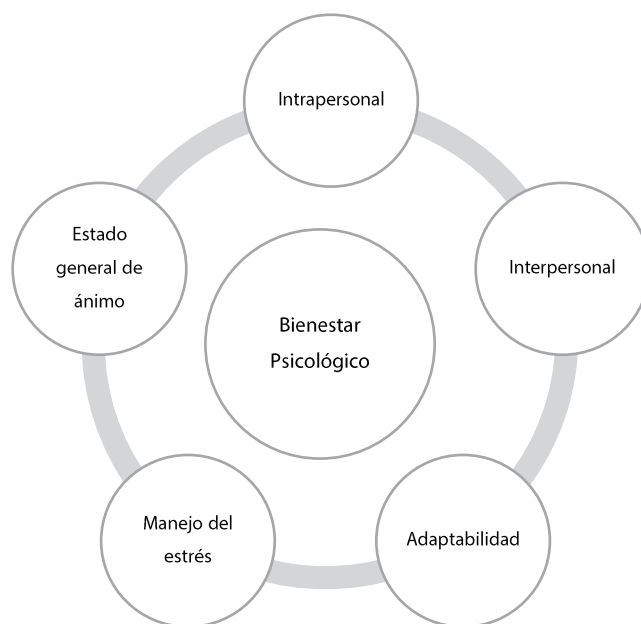 Intrapersonal
Interpersonal
Estado
general de
ánimo
Bienestar
Psicológico
Manejo del
estrés
Adaptabilidad